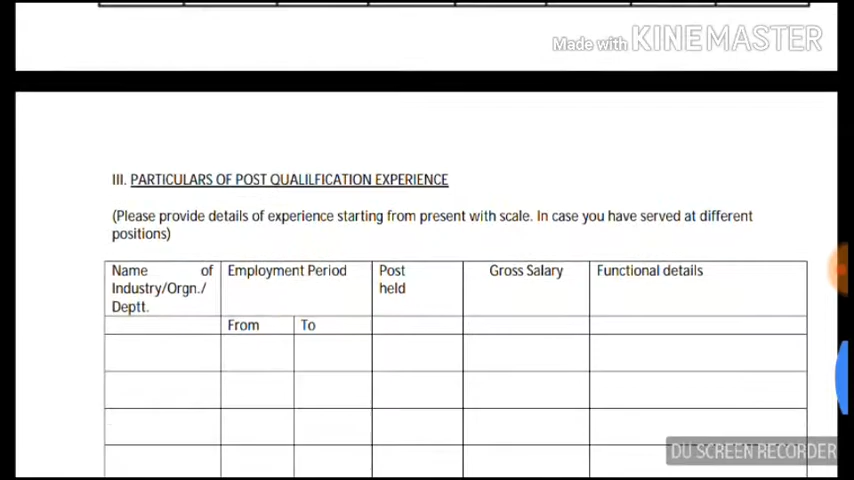 Made with KINEMASTER
III. PARTICULARS OF POST QUALILFICATION EXPERIENCE
(Please provide details of experience starting from present with scale. In case you have served at different
positions)
Name of Employment Period Post Gross Salary Functional details
Industry/Orgn./ held
Deptt.
From To
DU SCREEN RECORDER